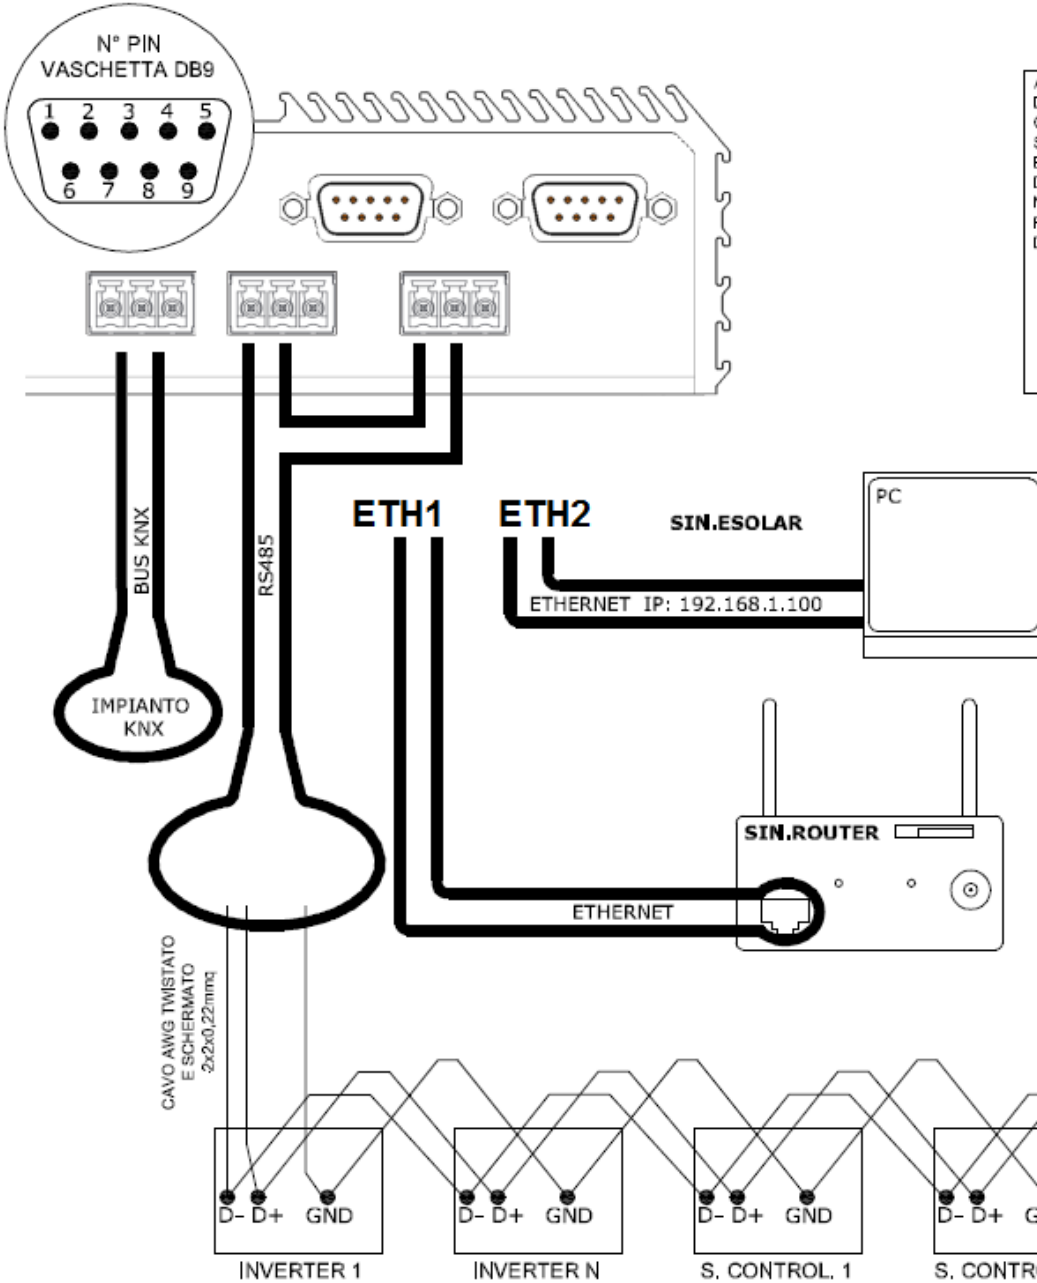 N° PIN
VASCHETTA DB9
1 2 3 4 5
6 7 8 9
BUS KNX
RS485
ETH1 ETH2
SIN.ESOLAR
PC
ETHERNET IP: 192.168.1.100
IMPIANTO
KNX
SIN.ROUTER
ETHERNET
CAVO AWG TWISTATO
E SCHERMATO
2x2x0,22mmq
D- D+ GND
D- D+ GND
D- D+ GND
D- D+ G
INVERTER 1
INVERTER N
S. CONTROL. 1
S. CONTR